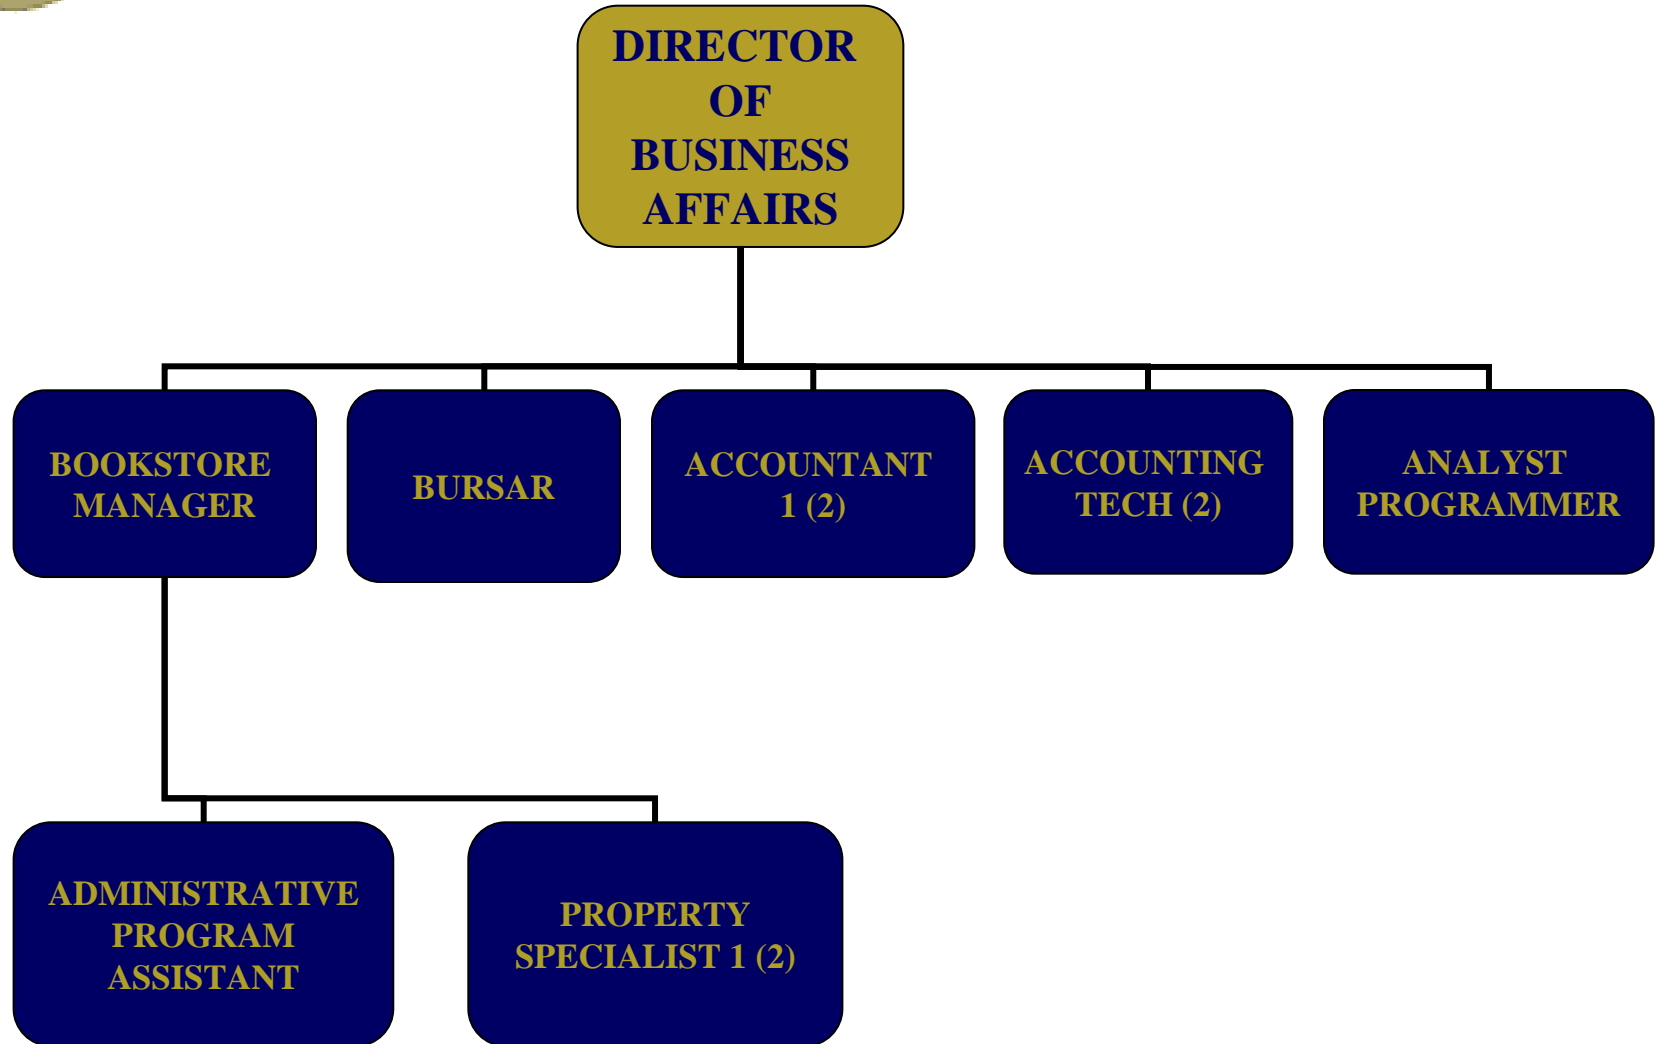 DIRECTOR
OF
BUSINESS
AFFAIRS
BOOKSTORE
MANAGER
BURSAR
ACCOUNTANT
1 (2)
ACCOUNTING
TECH (2)
ANALYST
PROGRAMMER
ADMINISTRATIVE
PROGRAM
ASSISTANT
PROPERTY
SPECIALIST 1 (2)